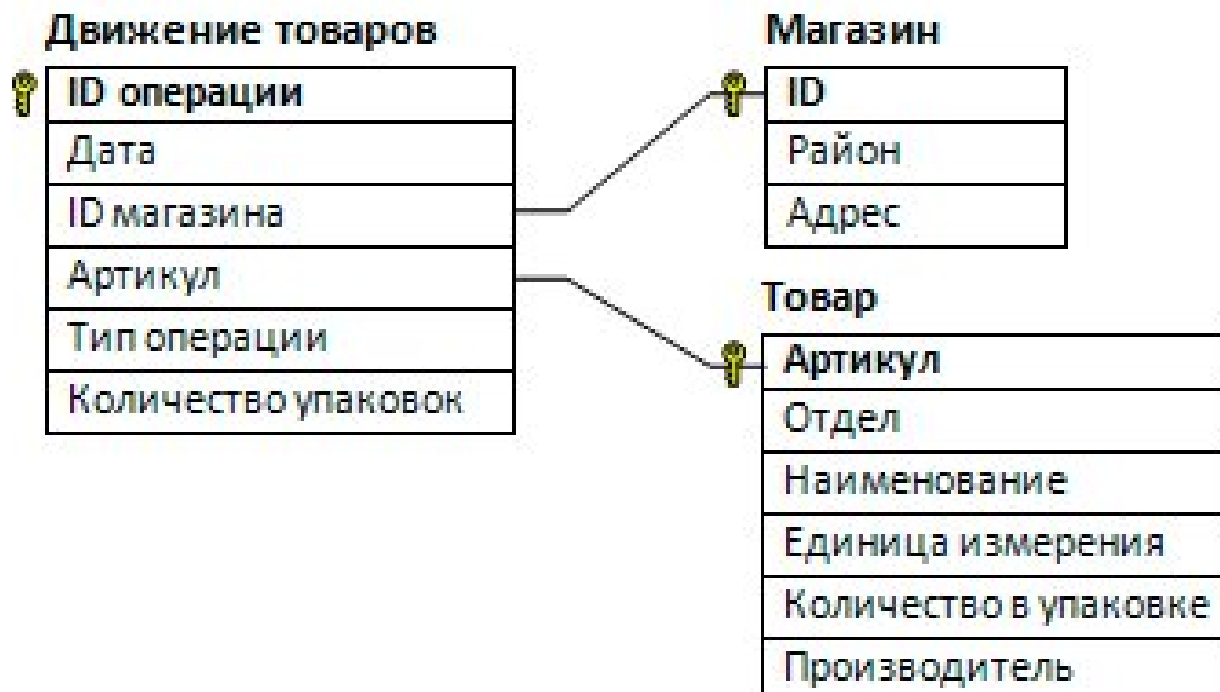 Движение товаров
ID операции
Дата
ID магазина
Артикул
Тип операции
Количество упаковок
Магазин
ID
Район
Адрес
Товар
Артикул
Отдел
Наименование
Единица измерения
Количество в упаковке
Производитель